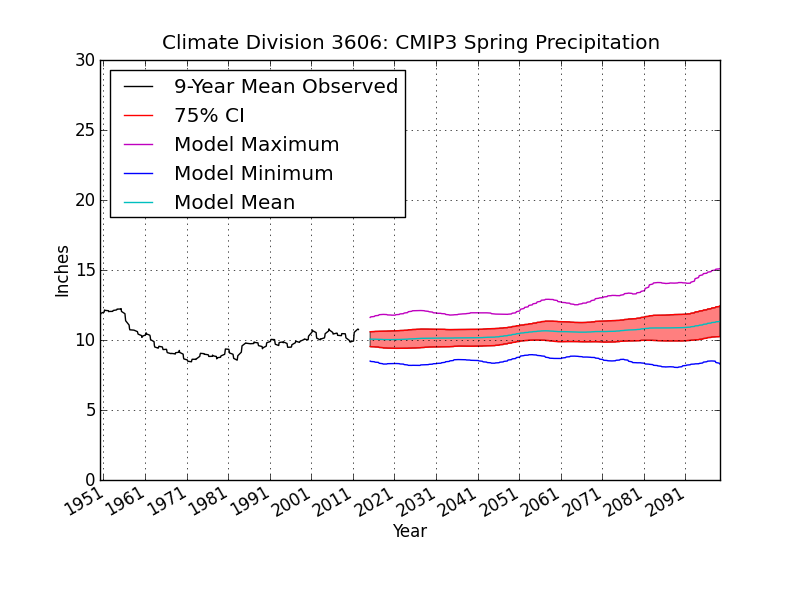 Climate Division 3606: CMIP3 Spring Precipitation
30
25
20
15
10
5
0
Inches
9-Year Mean Observed
75% CI
Model Maximum
Model Minimum
Model Mean
1951 1961 1971 1981 1991 2001 2011 2021 2031 2041 2051 2061 2071 2081 2091
Year